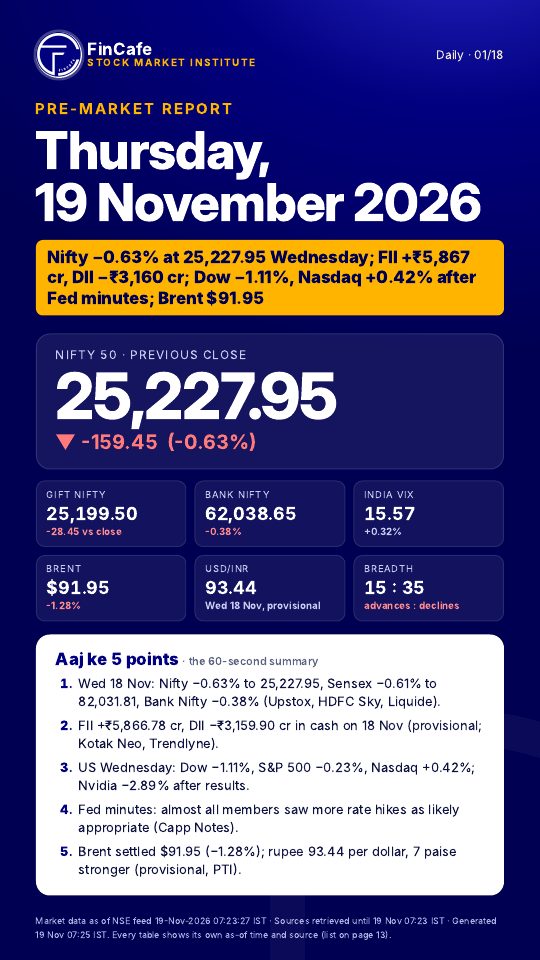 FinCafe
STOCK MARKET INSTITUTE
Daily · 01/18
PRE-MARKET REPORT
Thursday,
19 November 2026
Nifty −0.63% at 25,227.95 Wednesday; FII +₹5,867
cr, DII −₹3,160 cr; Dow −1.11%, Nasdaq +0.42% after
Fed minutes; Brent $91.95
NIFTY 50 · PREVIOUS CLOSE
25,227.95
▼ -159.45 (-0.63%)
GIFT NIFTY
25,199.50
-28.45 vs close
BANK NIFTY
62,038.65
-0.38%
INDIA VIX
15.57
+0.32%
BRENT
$91.95
-1.28%
USD/INR
93.44
Wed 18 Nov, provisional
BREADTH
15 : 35
advances : declines
Aaj ke 5 points · the 60-second summary
1. Wed 18 Nov: Nifty −0.63% to 25,227.95, Sensex −0.61% to
82,031.81, Bank Nifty −0.38% (Upstox, HDFC Sky, Liquide).
2. FII +₹5,866.78 cr, DII −₹3,159.90 cr in cash on 18 Nov (provisional;
Kotak Neo, Trendlyne).
3. US Wednesday: Dow −1.11%, S&P 500 −0.23%, Nasdaq +0.42%;
Nvidia −2.89% after results.
4. Fed minutes: almost all members saw more rate hikes as likely
appropriate (Capp Notes).
5. Brent settled $91.95 (−1.28%); rupee 93.44 per dollar, 7 paise
stronger (provisional, PTI).
Market data as of NSE feed 19-Nov-2026 07:23:27 IST · Sources retrieved until 19 Nov 07:23 IST · Generated
19 Nov 07:25 IST. Every table shows its own as-of time and source (list on page 13).